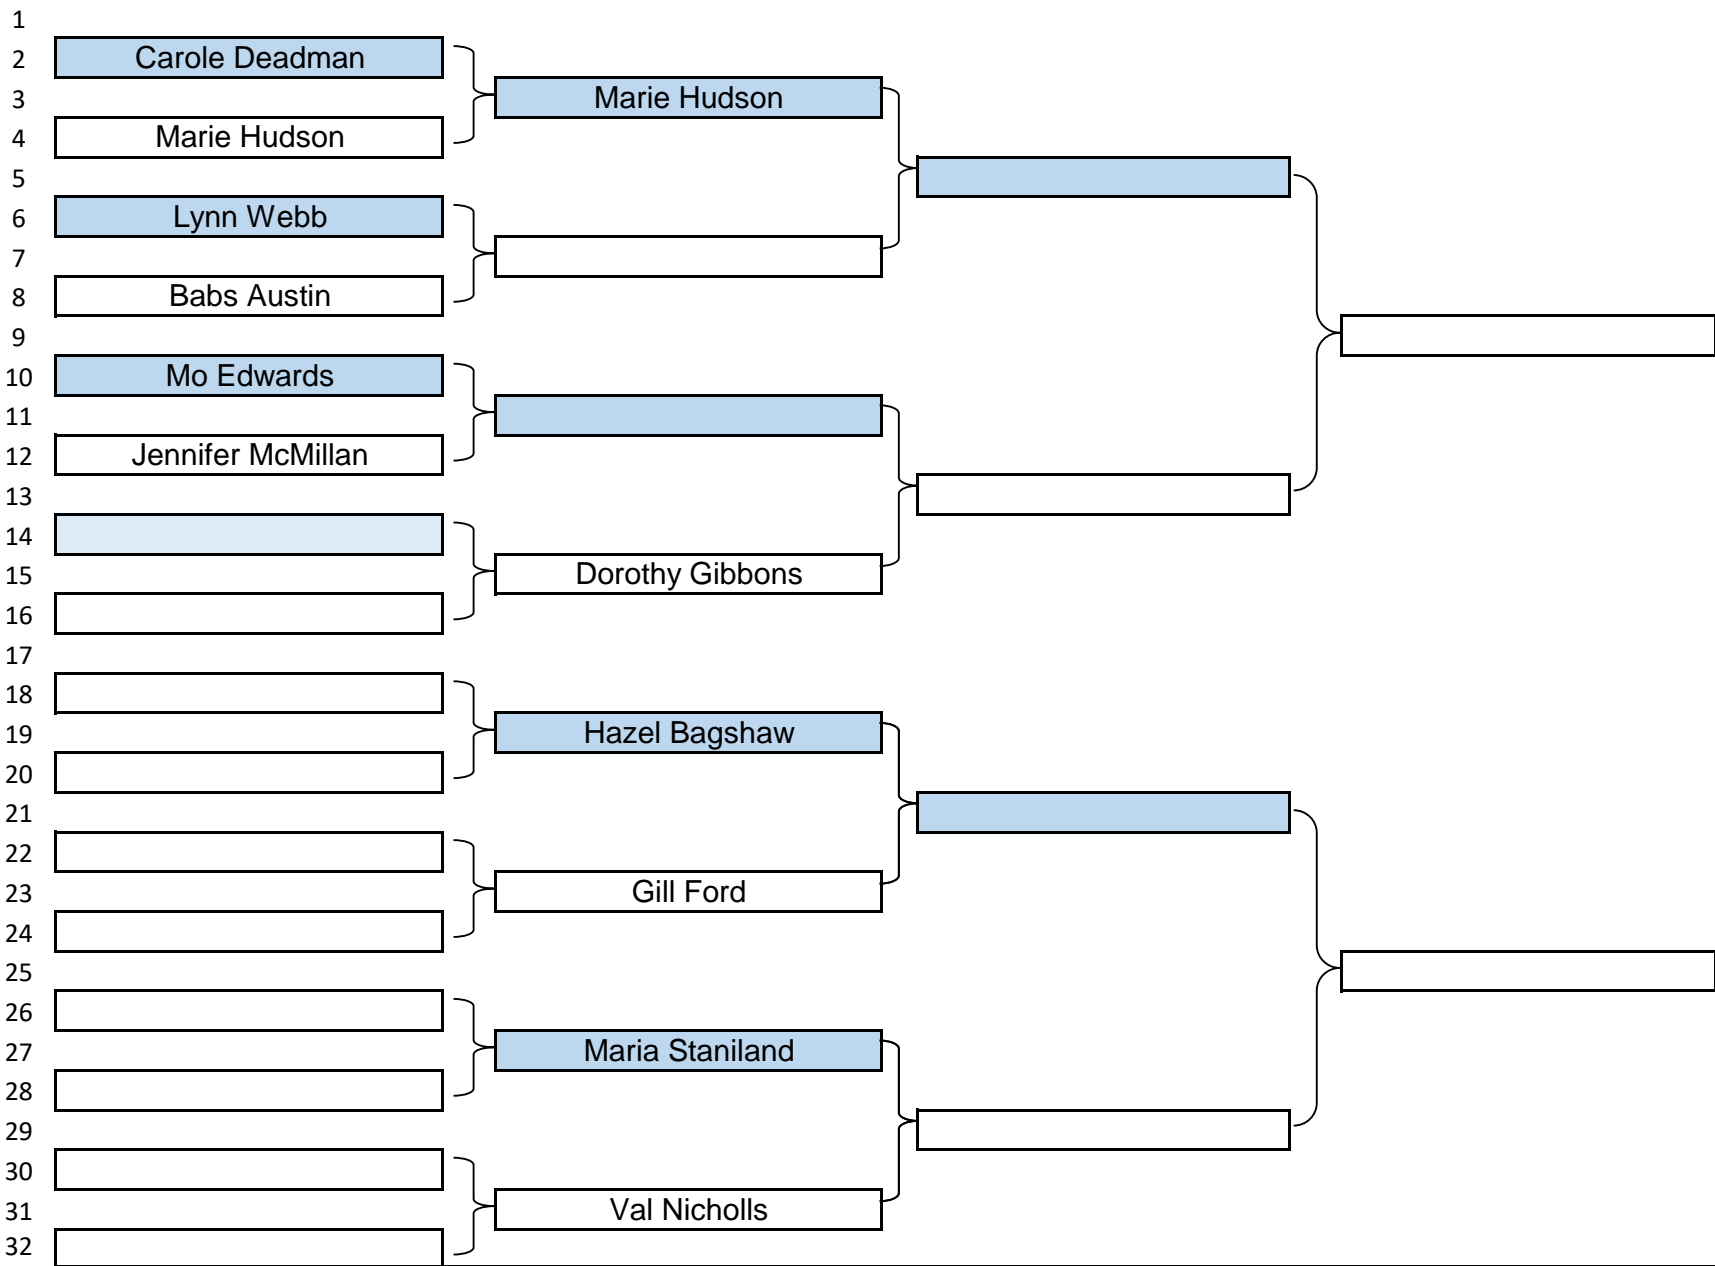 1
2 Carole Deadman
3 Marie Hudson
4 Marie Hudson
5
6 Lynn Webb
7
8 Babs Austin
9
10 Mo Edwards
11
12 Jennifer McMillan
13
14
15 Dorothy Gibbons
16
17
18
19 Hazel Bagshaw
20
21
22
23 Gill Ford
24
25
26
27 Maria Staniland
28
29
30
31 Val Nicholls
32